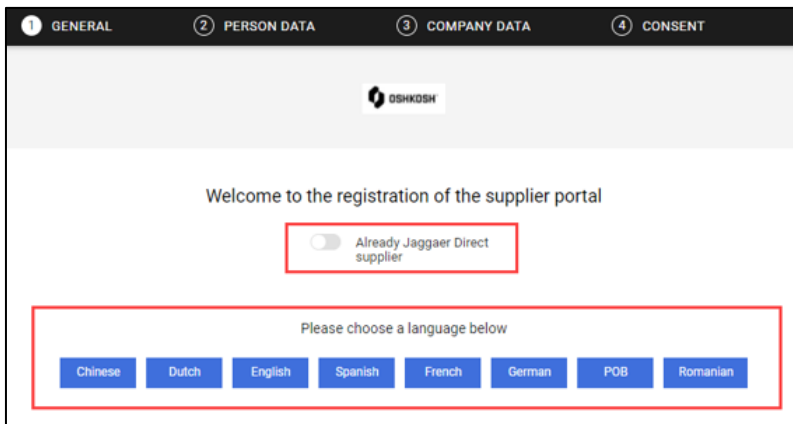 1 GENERAL 2 PERSON DATA 3 COMPANY DATA 4 CONSENT
OSHKOSH
Welcome to the registration of the supplier portal
Already Jaggaer Direct
supplier
Please choose a language below
Chinese Dutch English Spanish French German POB Romanian